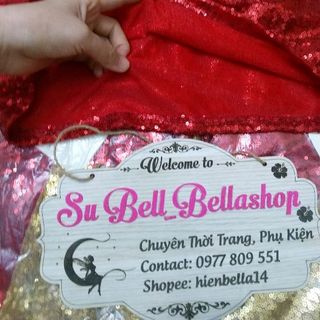 Welcome to
Su Bell_Bellashop
Chuyên Thời Trang, Phụ Kiện
Contact: 0977 809 551
Shopee: hienbella14